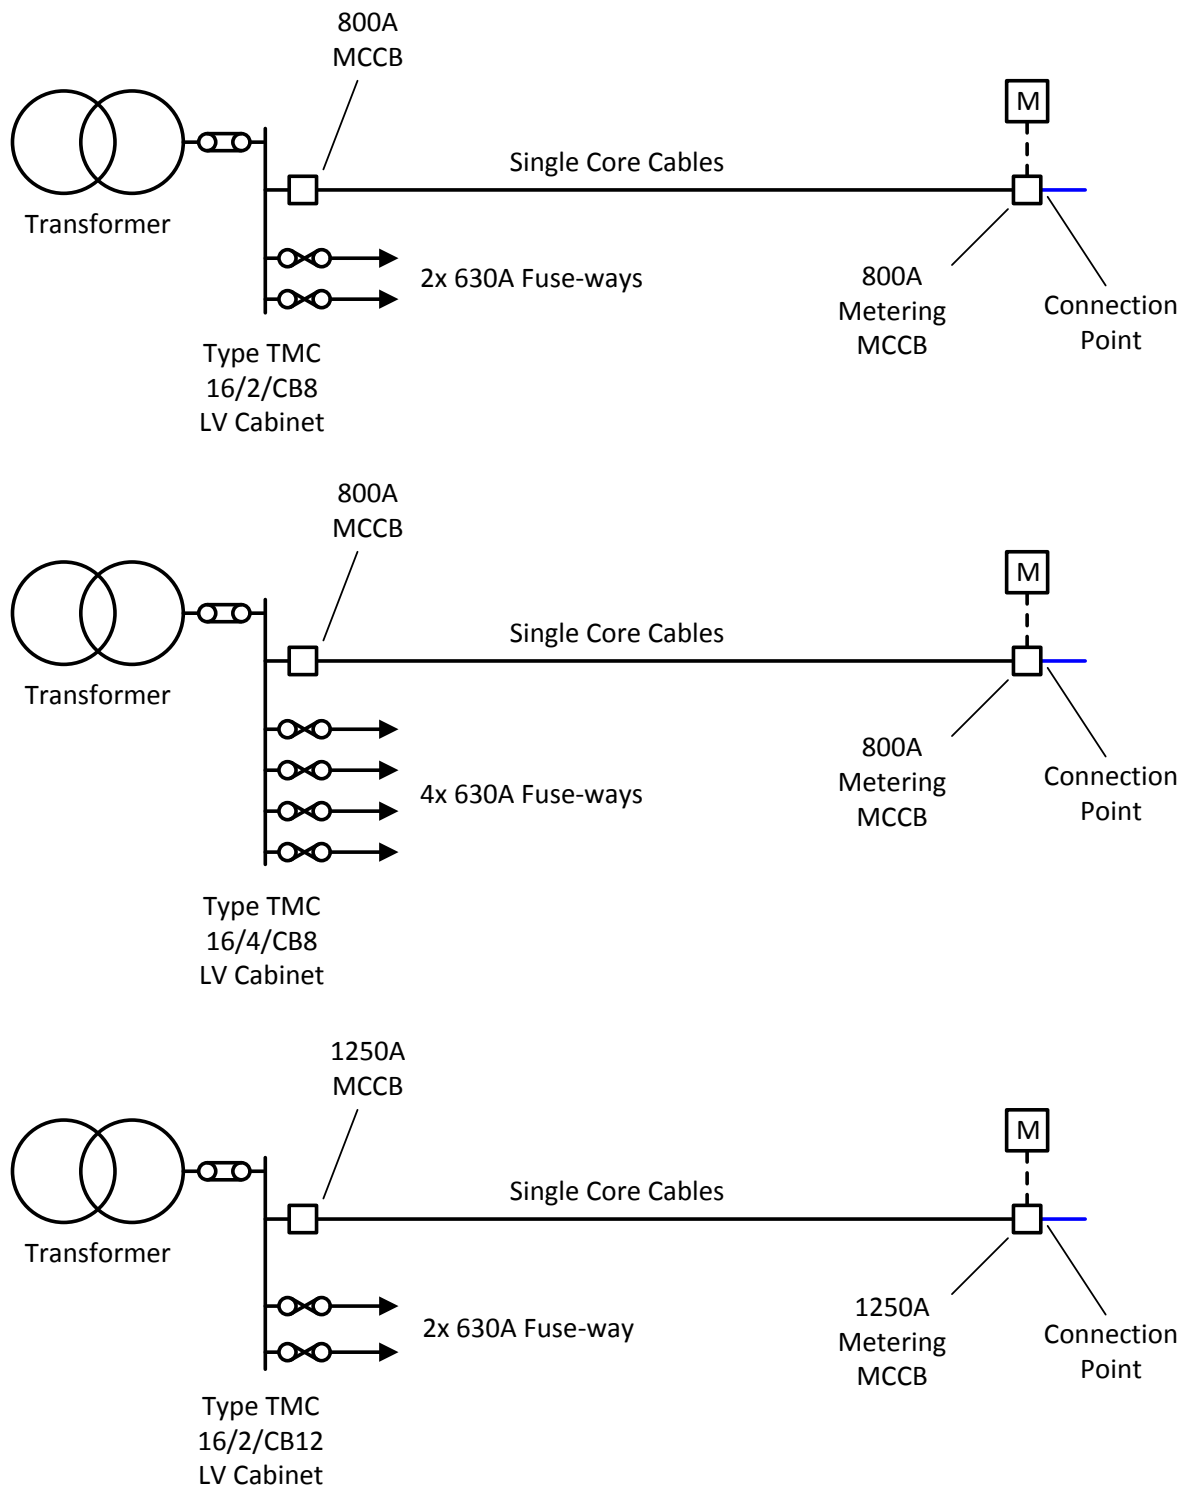 800A
MCCB
M
Single Core Cables
Transformer
2x 630A Fuse-ways
800A
Metering
MCCB
Connection
Point
Type TMC
16/2/CB8
LV Cabinet
800A
MCCB
M
Single Core Cables
Transformer
4x 630A Fuse-ways
800A
Metering
MCCB
Connection
Point
Type TMC
16/4/CB8
LV Cabinet
1250A
MCCB
M
Single Core Cables
Transformer
2x 630A Fuse-way
1250A
Metering
MCCB
Connection
Point
Type TMC
16/2/CB12
LV Cabinet